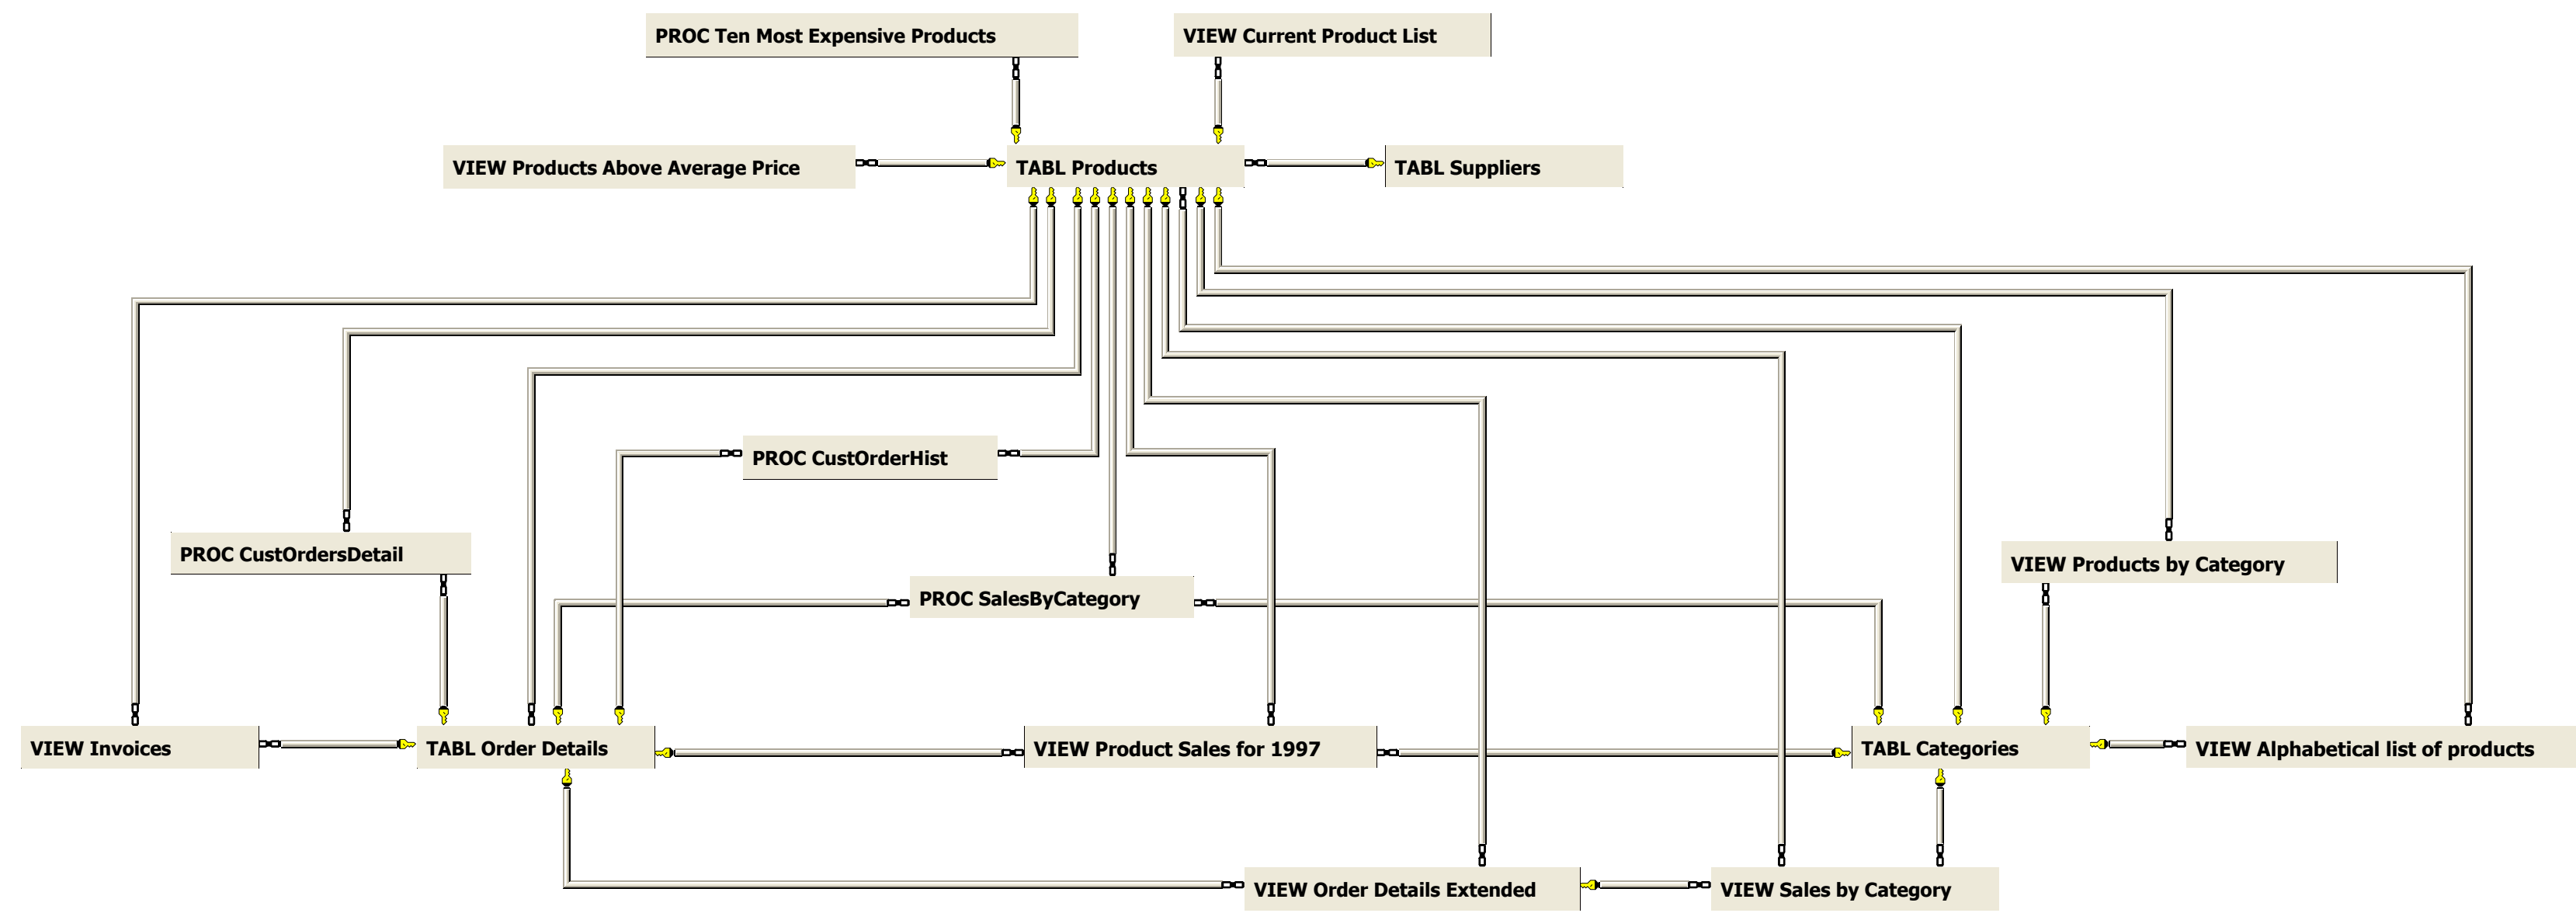 PROC Ten Most Expensive Products
VIEW Current Product List
VIEW Products Above Average Price
TABL Products
TABL Suppliers
PROC CustOrderHist
PROC CustOrdersDetail
VIEW Products by Category
PROC SalesByCategory
VIEW Invoices
TABL Order Details
VIEW Product Sales for 1997
TABL Categories
VIEW Alphabetical list of products
VIEW Order Details Extended
VIEW Sales by Category